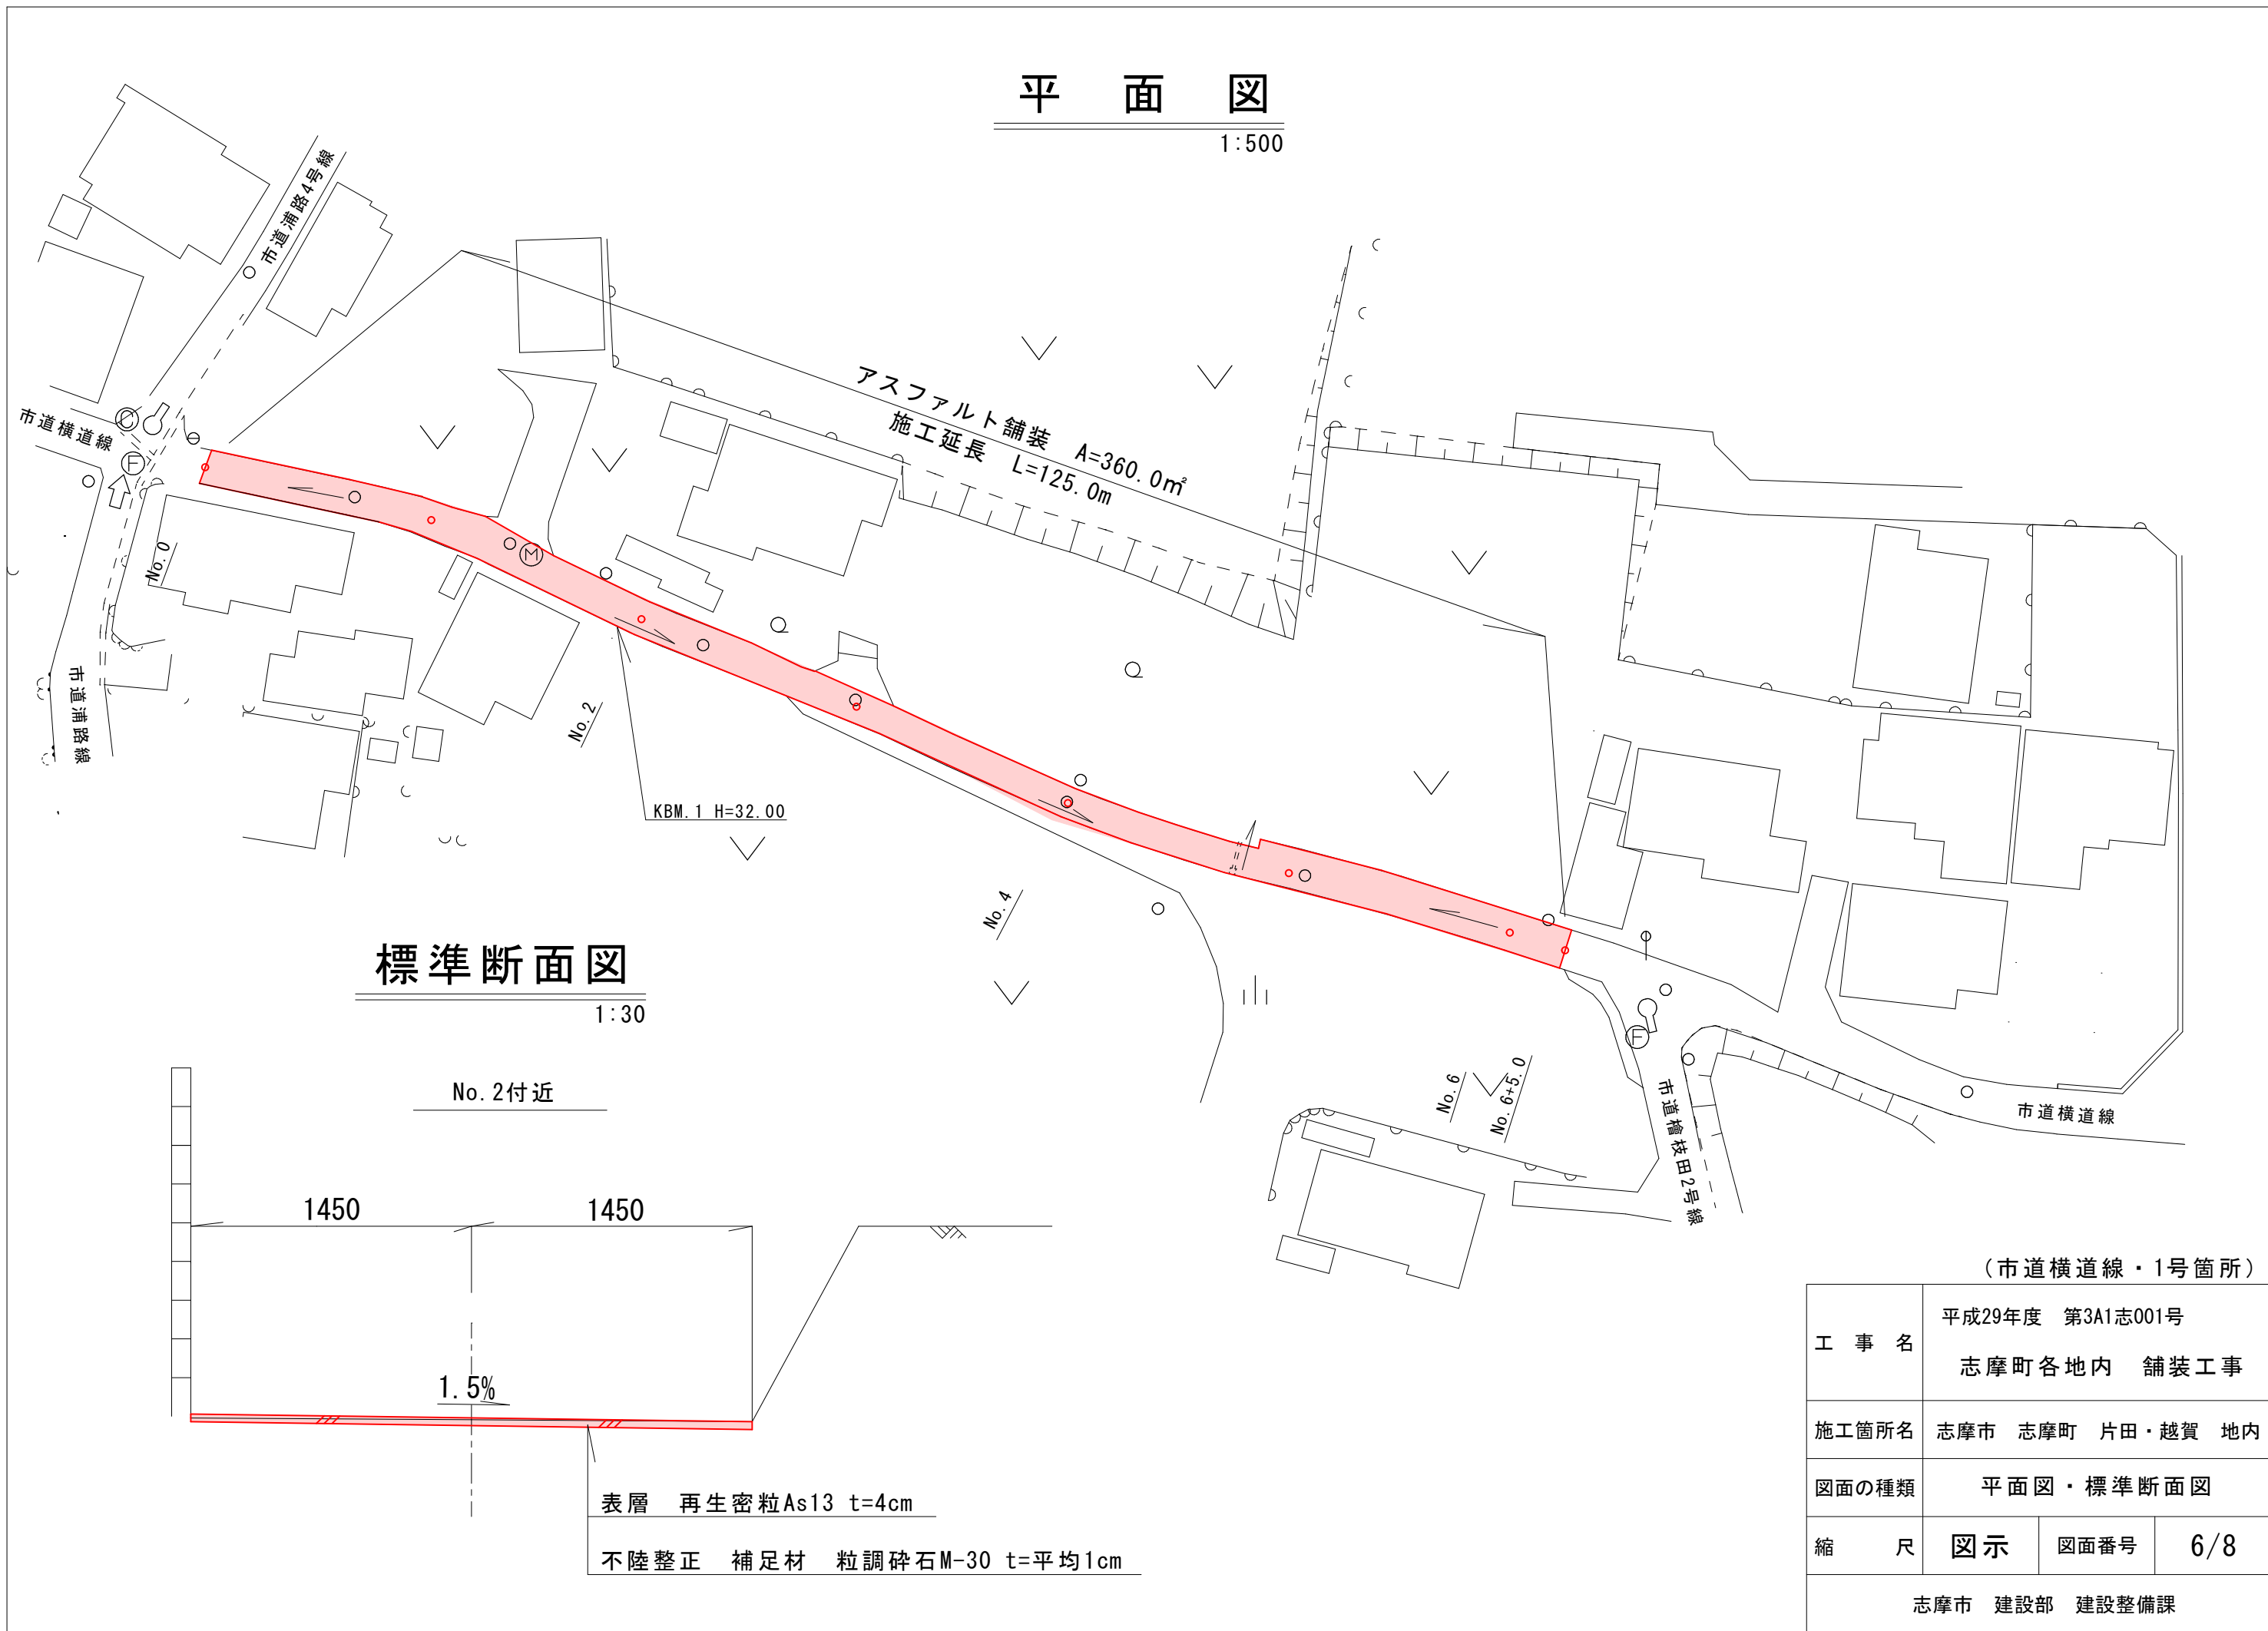 平 面 図
1:500
市道浦路4号線
市道横道線
C
F
アスファルト舗装 A=360.0㎡
施工延長 L=125.0m
No.0
M
市道浦路線
No.2
KBM.1 H=32.00
No.4
No.6
No.6+5.0
F
市道檜枝田2号線
市道横道線
標準断面図
1:30
No.2付近
1450 1450
1.5%
表層 再生密粒As13 t=4cm
不陸整正 補足材 粒調砕石M-30 t=平均1cm
（市道横道線・1号箇所）
工 事 名
平成29年度 第3A1志001号
志摩町各地内 舗装工事
施工箇所名 志摩市 志摩町 片田・越賀 地内
図面の種類 平面図・標準断面図
縮 尺 図示 図面番号 6/8
志摩市 建設部 建設整備課